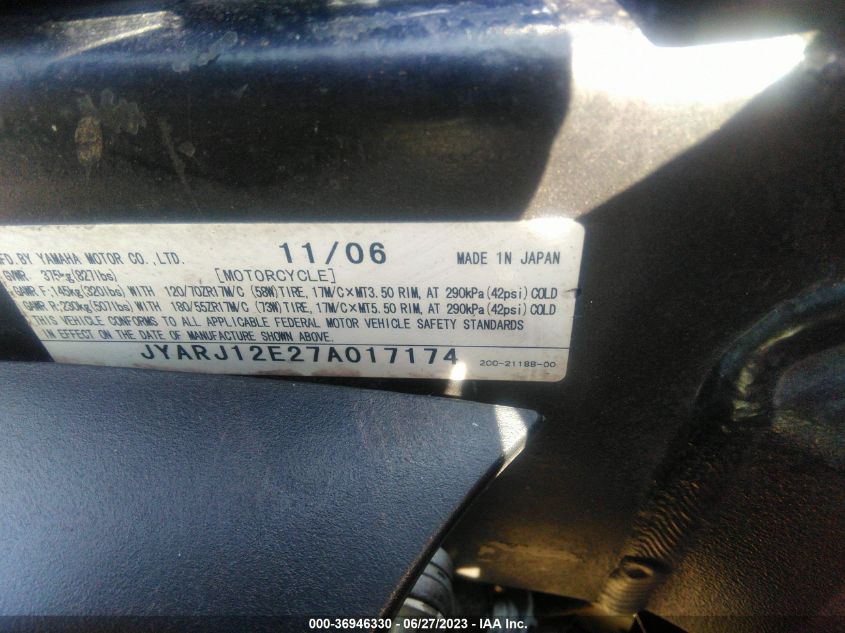 FD. BY YAMAHA MOTOR CO., LTD. 11/06 MADE IN JAPAN
GVWR 375kg(827lbs) [MOTORCYCLE]
GAWR F:145kg(320lbs) WITH 120/70ZR17M/C (58W)TIRE, 17M/C×MT3.50 RIM, AT 290kPa(42psi) COLD
GAWR R:230kg(507lbs) WITH 180/55ZR17M/C (73W)TIRE, 17M/C×MT5.50 RIM, AT 290kPa(42psi) COLD
THIS VEHICLE CONFORMS TO ALL APPLICABLE FEDERAL MOTOR VEHICLE SAFETY STANDARDS
IN EFFECT ON THE DATE OF MANUFACTURE SHOWN ABOVE.
JYARJ12E27A017174 2C0-2118B-00
000-36946330 - 06/27/2023 - IAA Inc.